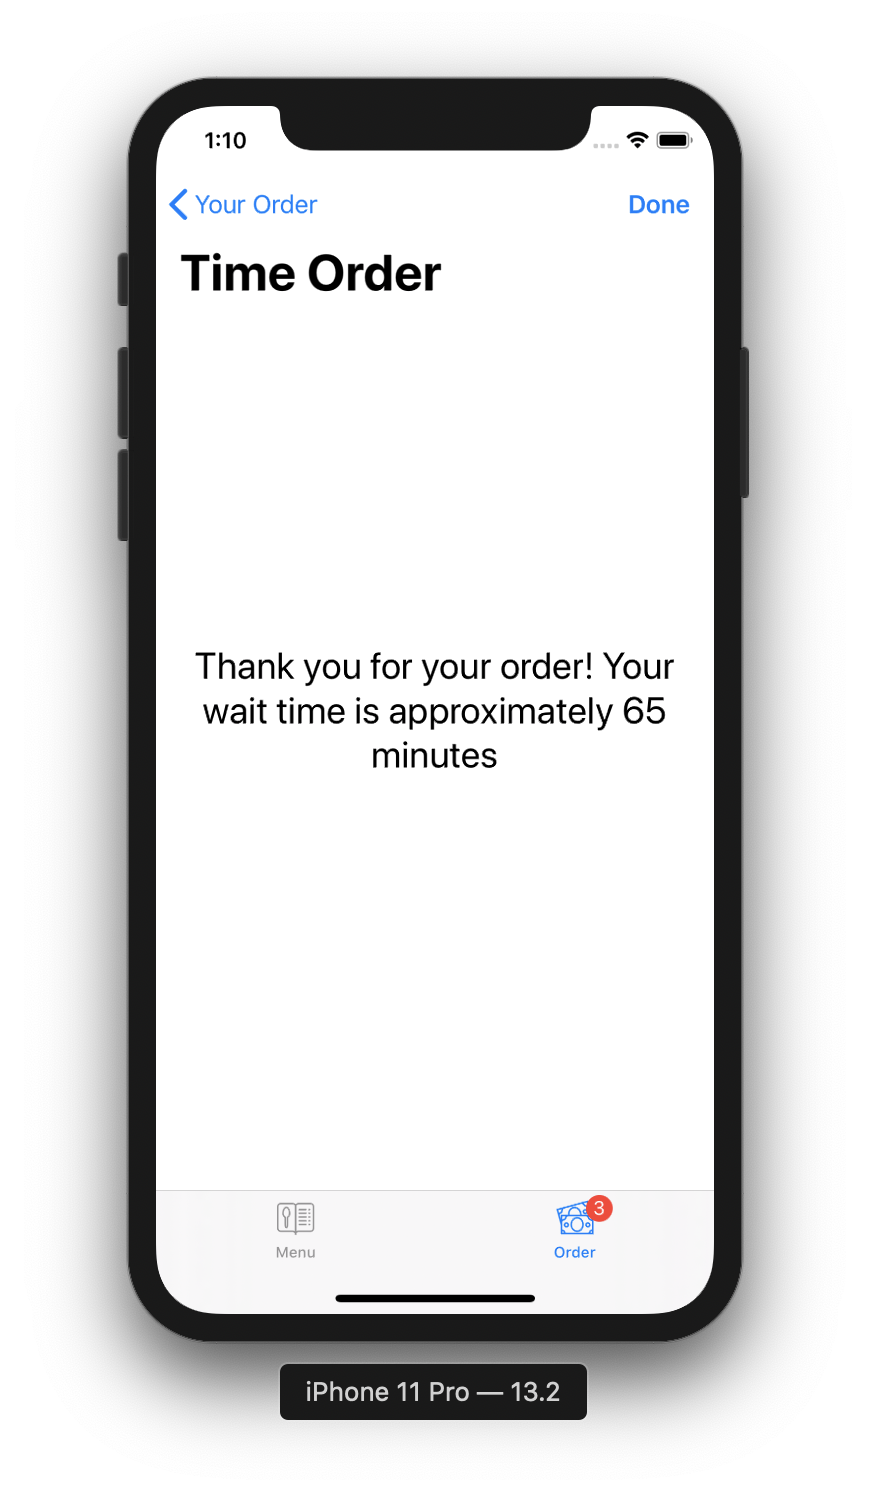 1:10
Your Order
Done
Time Order
Thank you for your order! Your
wait time is approximately 65
minutes
3
Menu
Order
iPhone 11 Pro — 13.2